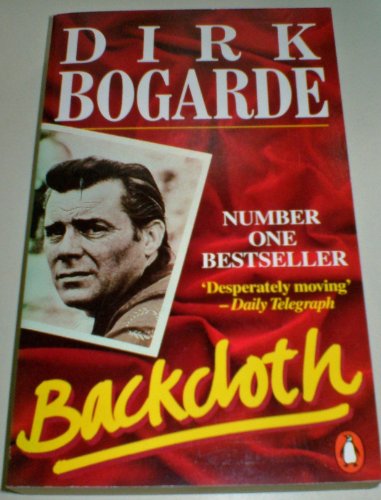 DIRK
BOGARDE
NUMBER
ONE
BESTSELLER
‘Desperately moving’
– Daily Telegraph
Backcloth